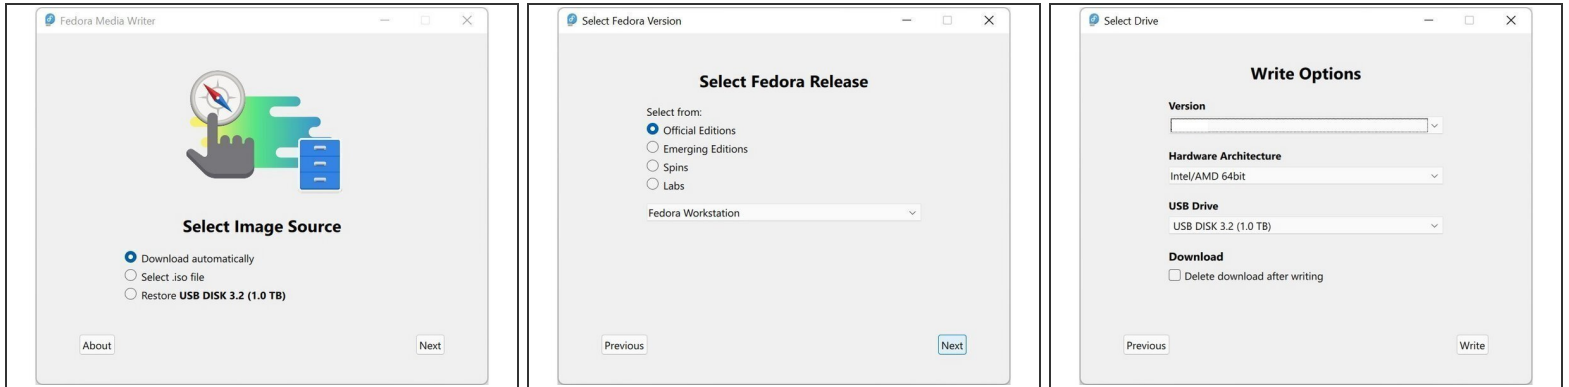 Fedora Media Writer
Select Image Source
Download automatically
Select .iso file
Restore USB DISK 3.2 (1.0 TB)
About
Next
Select Fedora Version
Select Fedora Release
Select from:
Official Editions
Emerging Editions
Spins
Labs
Fedora Workstation
Previous
Next
Select Drive
Write Options
Version
Hardware Architecture
Intel/AMD 64bit
USB Drive
USB DISK 3.2 (1.0 TB)
Download
Delete download after writing
Previous
Write